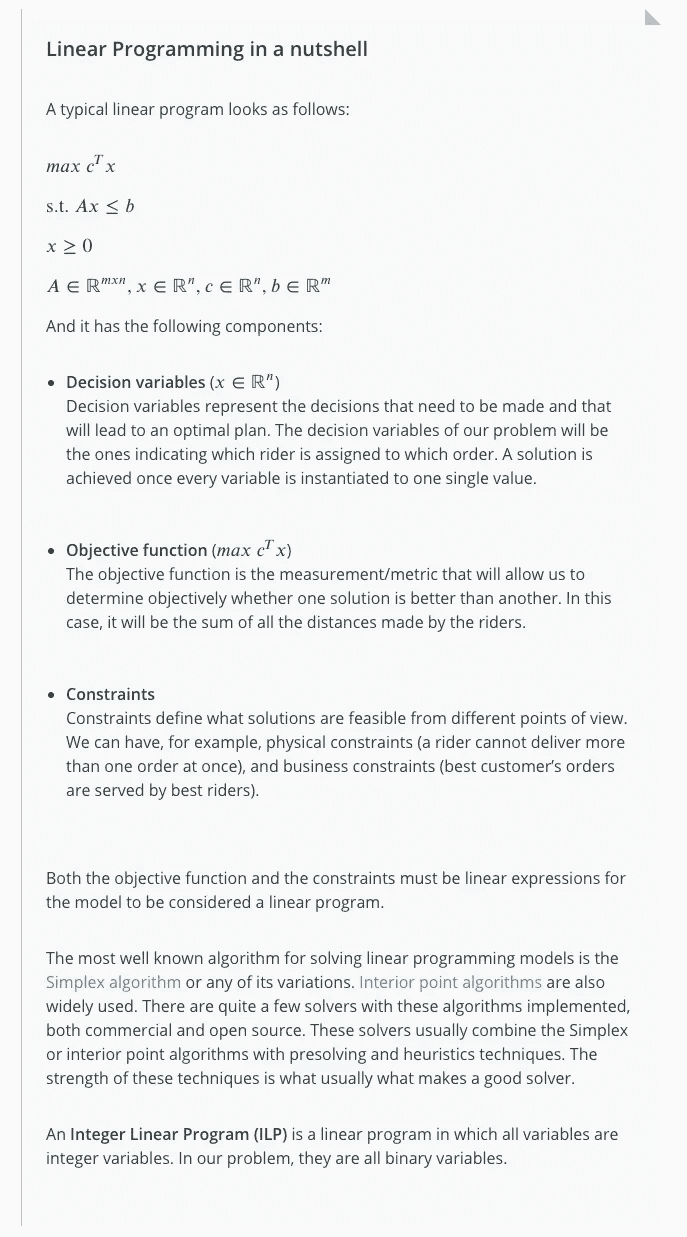 Linear Programming in a nutshell
A typical linear program looks as follows:
max cᵀ x
s.t. Ax ≤ b
x ≥ 0
A ∈ ℝᵐˣⁿ, x ∈ ℝⁿ, c ∈ ℝⁿ, b ∈ ℝᵐ
And it has the following components:
• Decision variables (x ∈ ℝⁿ)
Decision variables represent the decisions that need to be made and that
will lead to an optimal plan. The decision variables of our problem will be
the ones indicating which rider is assigned to which order. A solution is
achieved once every variable is instantiated to one single value.
• Objective function (max cᵀ x)
The objective function is the measurement/metric that will allow us to
determine objectively whether one solution is better than another. In this
case, it will be the sum of all the distances made by the riders.
• Constraints
Constraints define what solutions are feasible from different points of view.
We can have, for example, physical constraints (a rider cannot deliver more
than one order at once), and business constraints (best customer’s orders
are served by best riders).
Both the objective function and the constraints must be linear expressions for
the model to be considered a linear program.
The most well known algorithm for solving linear programming models is the
Simplex algorithm or any of its variations. Interior point algorithms are also
widely used. There are quite a few solvers with these algorithms implemented,
both commercial and open source. These solvers usually combine the Simplex
or interior point algorithms with presolving and heuristics techniques. The
strength of these techniques is what usually what makes a good solver.
An Integer Linear Program (ILP) is a linear program in which all variables are
integer variables. In our problem, they are all binary variables.